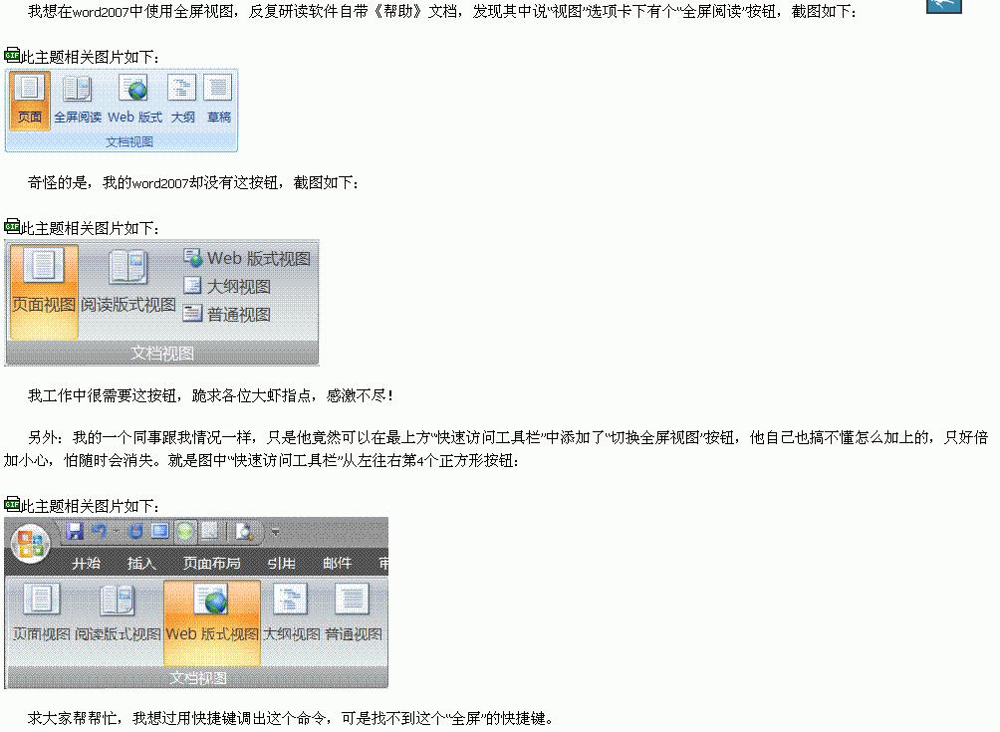 我想在word2007中使用全屏视图，反复研读软件自带《帮助》文档，发现其中说“视图”选项卡下有个“全屏阅读”按钮，截图如下：
GIF此主题相关图片如下：
页面 全屏阅读 Web 版式 大纲 草稿
文档视图
奇怪的是，我的word2007却没有这按钮，截图如下：
GIF此主题相关图片如下：
页面视图 阅读版式视图 Web 版式视图
大纲视图
普通视图
文档视图
我工作中很需要这按钮，跪求各位大虾指点，感激不尽！
另外：我的一个同事跟我情况一样，只是他竟然可以在最上方“快速访问工具栏”中添加了“切换全屏视图”按钮，他自己也搞不懂怎么加上的，只好倍
加小心，怕随时会消失。就是图中“快速访问工具栏”从左往右第4个正方形按钮：
GIF此主题相关图片如下：
开始 插入 页面布局 引用 邮件
页面视图 阅读版式视图 Web 版式视图 大纲视图 普通视图
文档视图
求大家帮帮忙，我想过用快捷键调出这个命令，可是找不到这个“全屏”的快捷键。